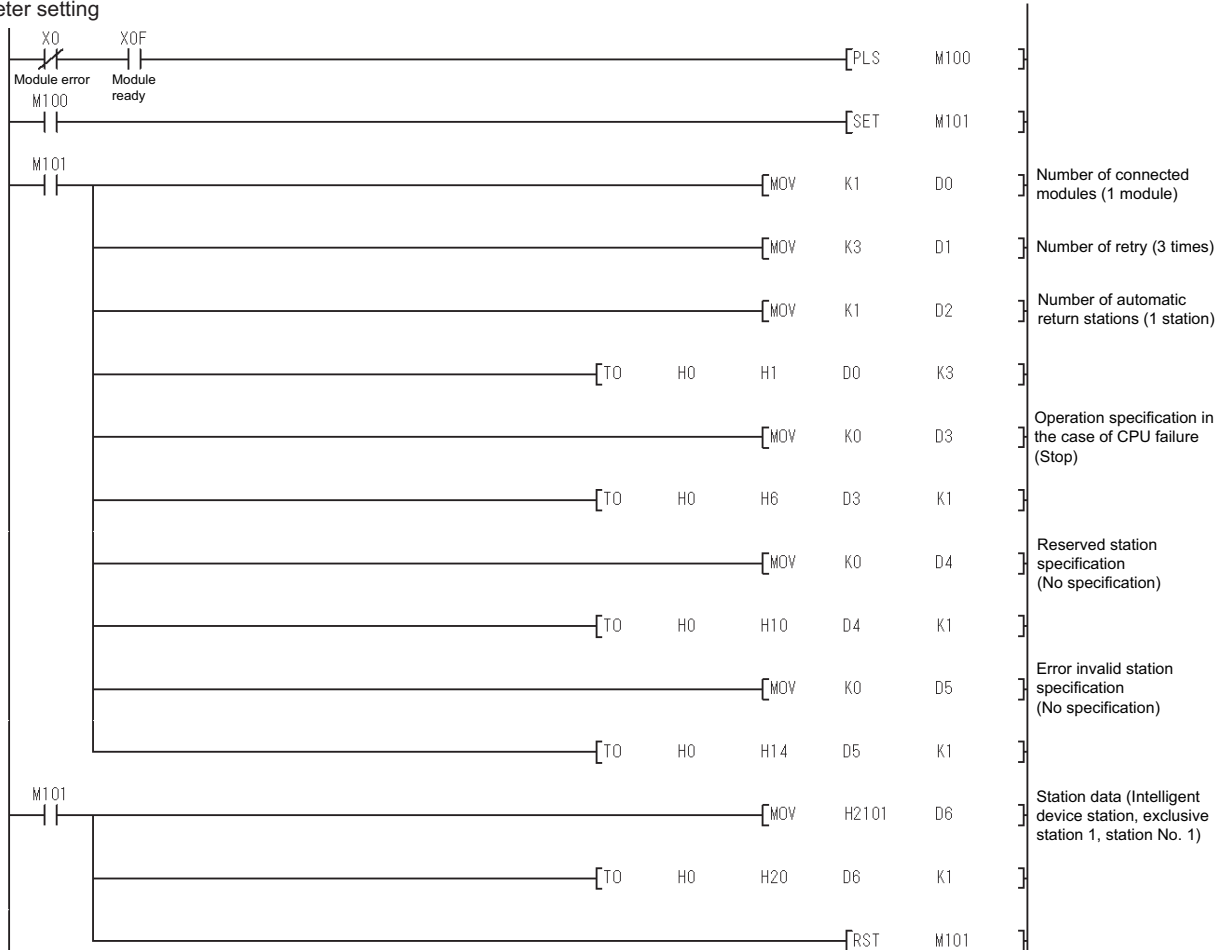 eter setting
X0 X0F
[PLS M100 ]
Module error Module
ready
M100
[SET M101 ]
M101
[MOV K1 D0 ] Number of connected
modules (1 module)
[MOV K3 D1 ] Number of retry (3 times)
[MOV K1 D2 ] Number of automatic
return stations (1 station)
[TO H0 H1 D0 K3 ]
[MOV K0 D3 ] Operation specification in
the case of CPU failure
(Stop)
[TO H0 H6 D3 K1 ]
[MOV K0 D4 ] Reserved station
specification
(No specification)
[TO H0 H10 D4 K1 ]
[MOV K0 D5 ] Error invalid station
specification
(No specification)
[TO H0 H14 D5 K1 ]
M101
[MOV H2101 D6 ] Station data (Intelligent
device station, exclusive
station 1, station No. 1)
[TO H0 H20 D6 K1 ]
[RST M101 ]